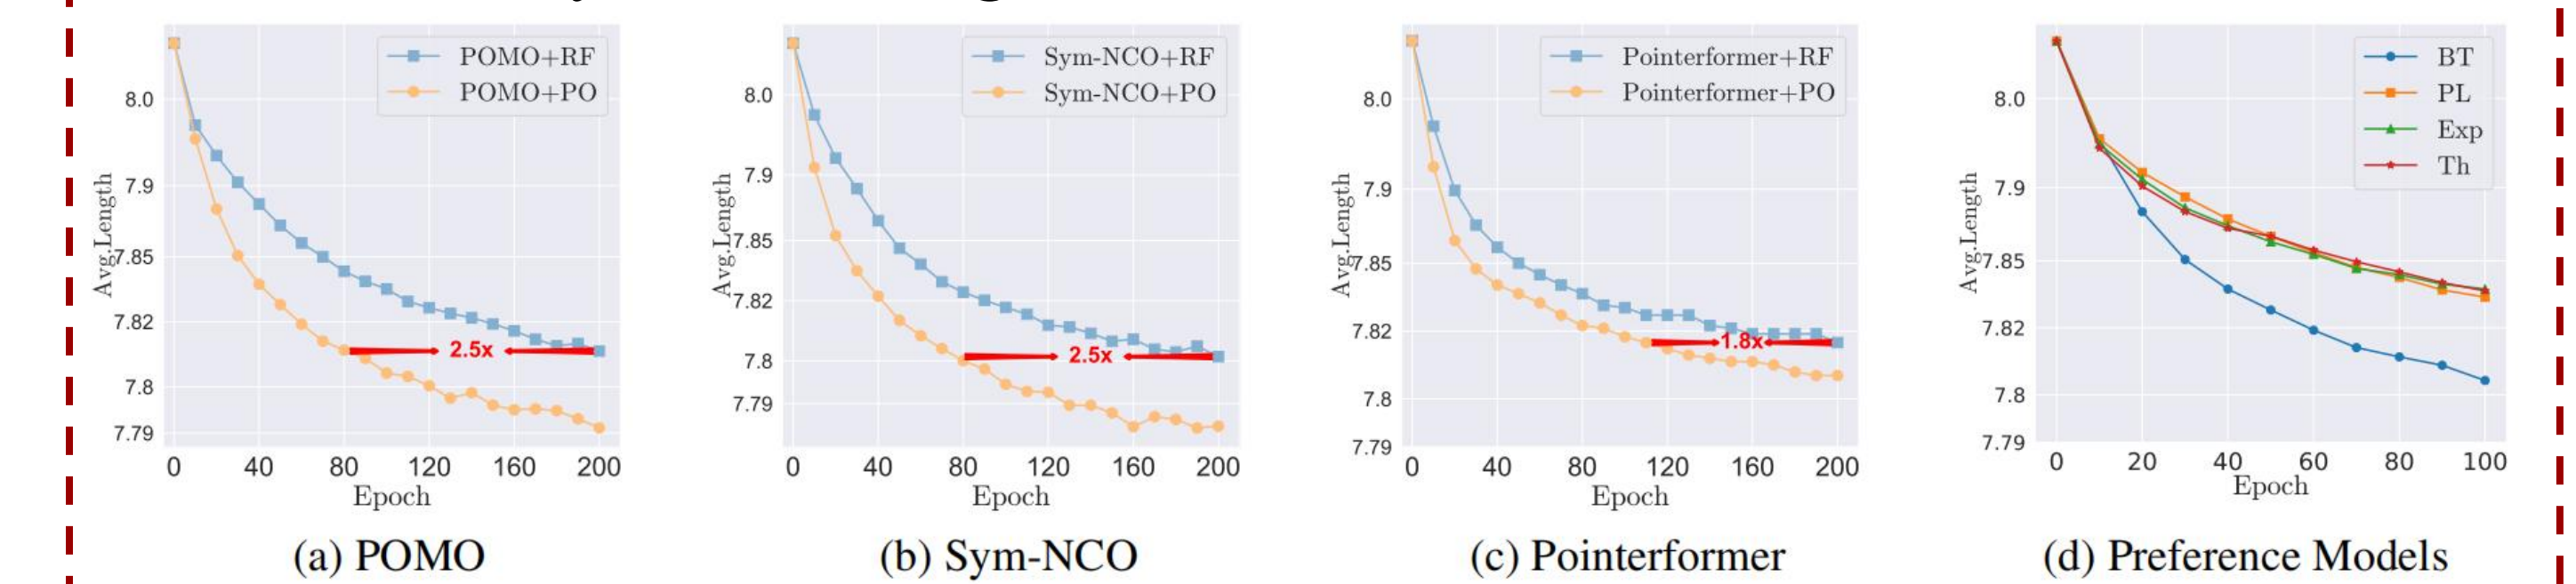 POMO+RF
POMO+PO
8.0
7.9
7.85
7.82
7.8
7.79
Avg.Length
2.5x
0 40 80 120 160 200
Epoch
(a) POMO
Sym-NCO+RF
Sym-NCO+PO
8.0
7.9
7.85
7.82
7.8
7.79
Avg.Length
2.5x
0 40 80 120 160 200
Epoch
(b) Sym-NCO
Pointerformer+RF
Pointerformer+PO
8.0
7.9
7.85
7.82
7.8
7.79
Avg.Length
1.8x
0 40 80 120 160 200
Epoch
(c) Pointerformer
BT
PL
Exp
Th
8.0
7.9
7.85
7.82
7.8
7.79
Avg.Length
0 20 40 60 80 100
Epoch
(d) Preference Models